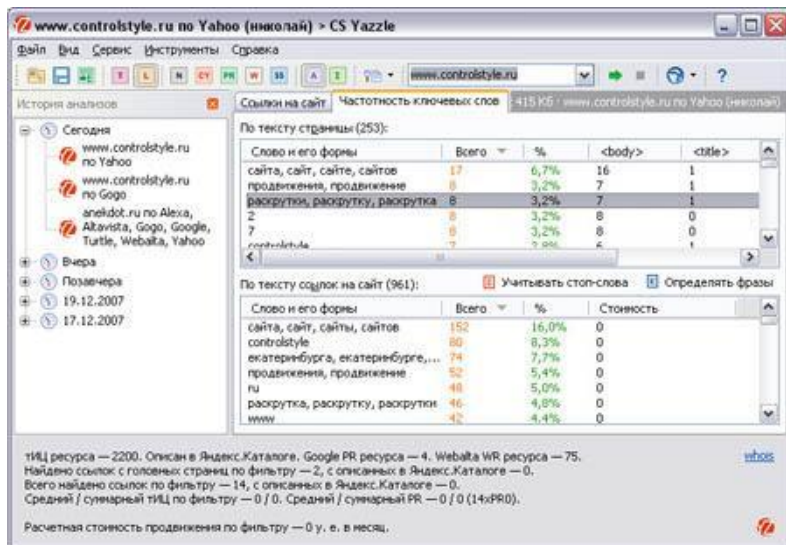 www.controlstyle.ru по Yahoo (николай) > CS Yazzle
Файл Вид Сервис Инструменты Справка
T L N CY PR W SS A Σ www.controlstyle.ru ?
История анализов
Ссылки на сайт Частотность ключевых слов 415 Кб · www.controlstyle.ru по Yahoo (николай)
Сегодня
www.controlstyle.ru
по Yahoo
www.controlstyle.ru
по Gogo
anekdot.ru по Alexa,
Altavista, Gogo, Google,
Turtle, Webalta, Yahoo
Вчера
Позавчера
19.12.2007
17.12.2007
По тексту страницы (253):
Слово и его формы Всего % <body> <title>
сайта, сайт, сайте, сайтов 17 6,7% 16 1
продвижения, продвижение 8 3,2% 7 1
раскрутки, раскрутку, раскрутка 8 3,2% 7 1
2 8 3,2% 8 0
7 8 3,2% 8 0
controlstyle 7 2,8% 6 1
По тексту ссылок на сайт (961): Учитывать стоп-слова Определять фразы
Слово и его формы Всего % Стоимость
сайта, сайт, сайты, сайтов 152 16,0% 0
controlstyle 80 8,3% 0
екатеринбурга, екатеринбурге,... 74 7,7% 0
продвижения, продвижение 52 5,4% 0
ru 48 5,0% 0
раскрутка, раскрутку, раскрутки 46 4,8% 0
www 42 4,4% 0
тИЦ ресурса — 2200. Описан в Яндекс.Каталоге. Google PR ресурса — 4. Webalta WR ресурса — 75. whois
Найдено ссылок с головных страниц по фильтру — 2, с описанных в Яндекс.Каталоге — 0.
Всего найдено ссылок по фильтру — 14, с описанных в Яндекс.Каталоге — 0.
Средний / суммарный тИЦ по фильтру — 0 / 0. Средний / суммарный PR — 0 / 0 (14xPR0).
Расчетная стоимость продвижения по фильтру — 0 у. е. в месяц.